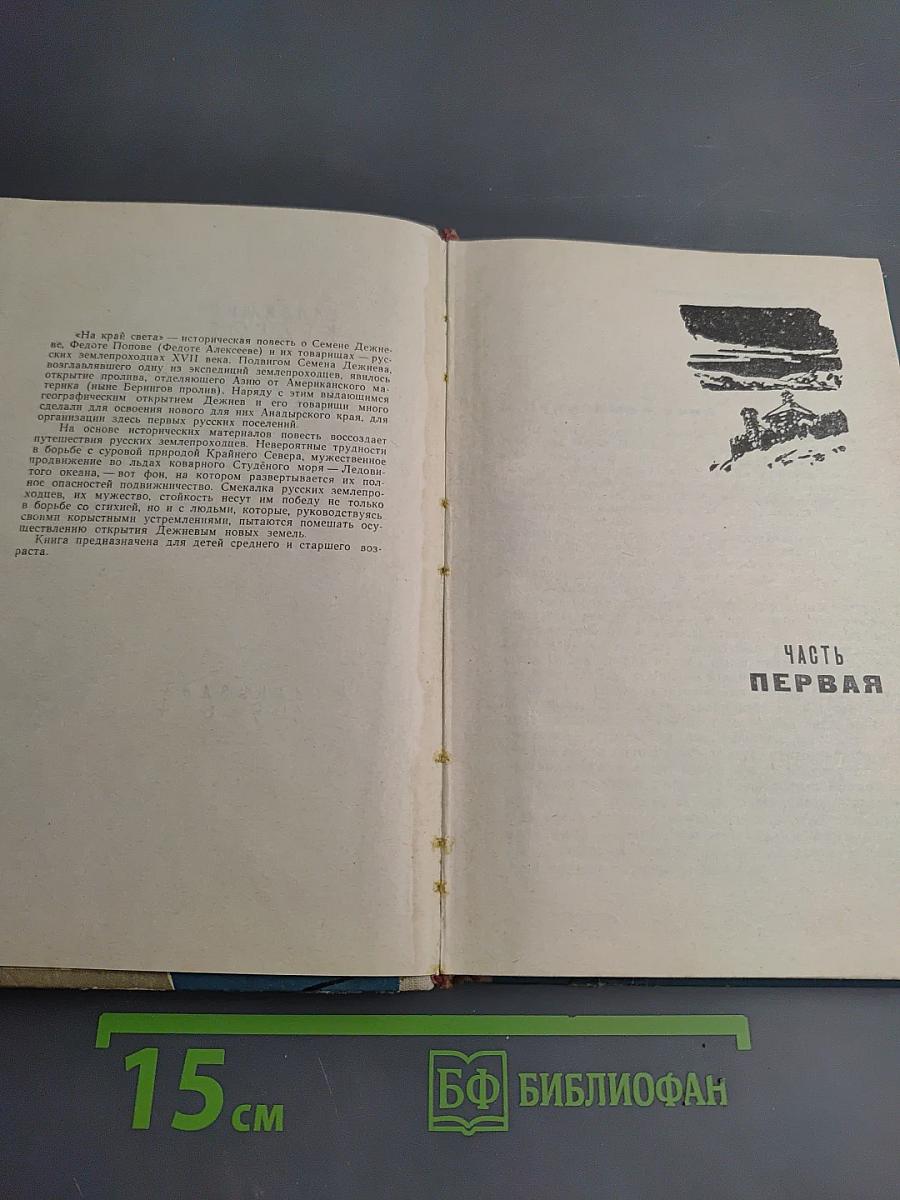 «На край света» — историческая повесть о Семене Дежне-
ве, Федоте Попове (Федоте Алексееве) и их товарищах — рус-
ских землепроходцах XVII века. Подвигом Семена Дежнева,
возглавлявшего одну из экспедиций землепроходцев, явилось
открытие пролива, отделяющего Азию от Американского ма-
терика (ныне Берингов пролив). Наряду с этим выдающимся
географическим открытием Дежнев и его товарищи много
сделали для освоения нового для них Анадырского края, для
организации здесь первых русских поселений.
На основе исторических материалов повесть воссоздает
путешествия русских землепроходцев. Невероятные трудности
в борьбе с суровой природой Крайнего Севера, мужественное
продвижение во льдах коварного Студёного моря — Ледови-
того океана, — вот фон, на котором развертывается их пол-
ное опасностей подвижничество. Смекалка русских землепро-
ходцев, их мужество, стойкость несут им победу не только
в борьбе со стихией, но и с людьми, которые, руководствуясь
своими корыстными устремлениями, пытаются помешать осу-
ществлению открытия Дежневым новых земель.
Книга предназначена для детей среднего и старшего воз-
раста.
ЧАСТЬ
ПЕРВАЯ
15 см
БФ БИБЛИОФАН